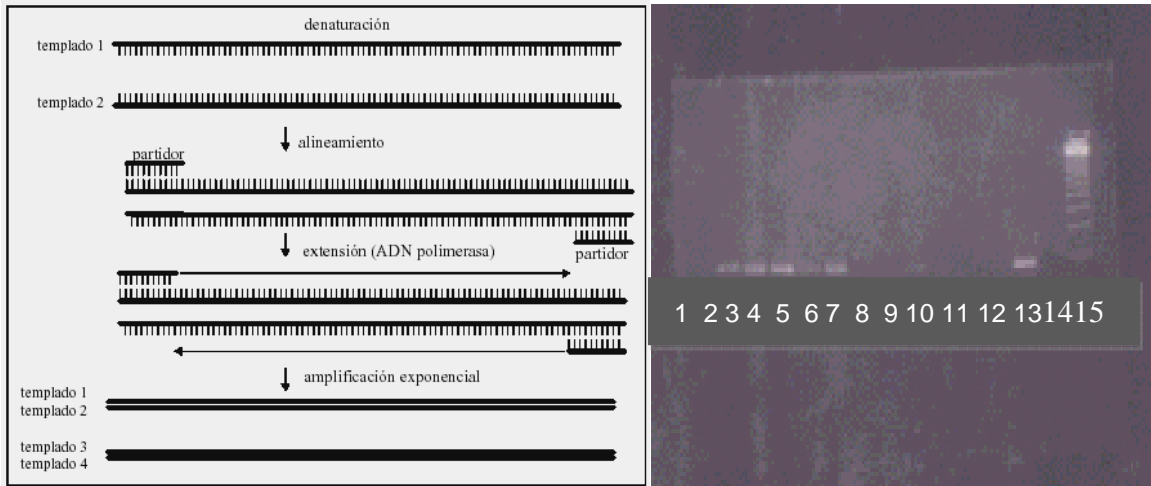 denaturación
templado 1
templado 2
alineamiento
partidor
extensión (ADN polimerasa)
partidor
amplificación exponencial
templado 1
templado 2
templado 3
templado 4
1 2 3 4 5 6 7 8 9 10 11 12 13 14 15